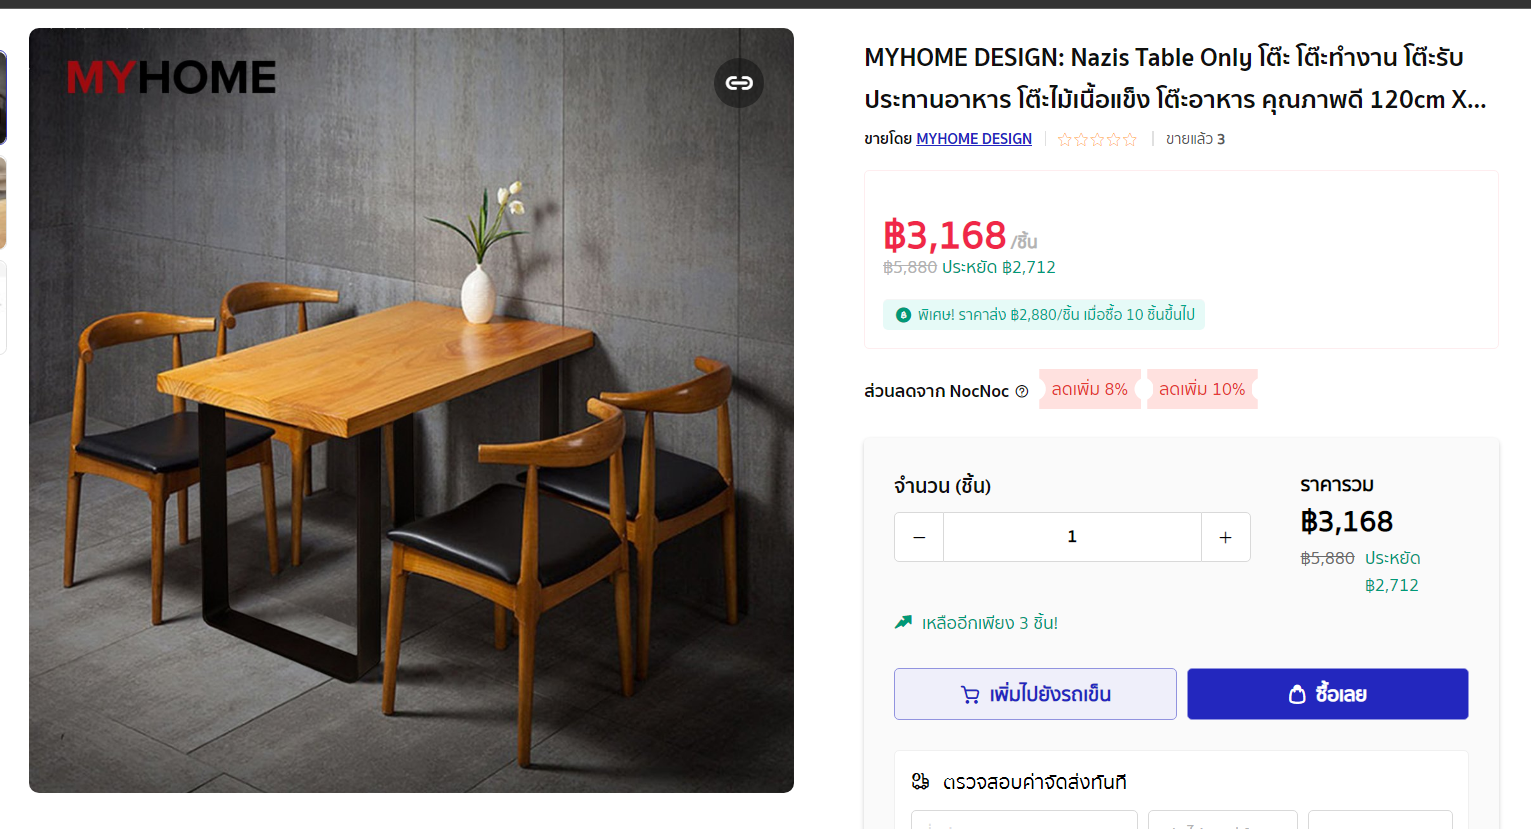 MYHOME
MYHOME DESIGN: Nazis Table Only โต๊ะ โต๊ะทำงาน โต๊ะรับ
ประทานอาหาร โต๊ะไม้เนื้อแข็ง โต๊ะอาหาร คุณภาพดี 120cm X...
ขายโดย MYHOME DESIGN | ขายแล้ว 3
฿3,168 /ชิ้น
฿5,880 ประหยัด ฿2,712
พิเศษ! ราคาส่ง ฿2,880/ชิ้น เมื่อซื้อ 10 ชิ้นขึ้นไป
ส่วนลดจาก NocNoc ลดเพิ่ม 8% ลดเพิ่ม 10%
จำนวน (ชิ้น)
− 1 +
ราคารวม
฿3,168
฿5,880 ประหยัด
฿2,712
เหลืออีกเพียง 3 ชิ้น!
เพิ่มไปยังรถเข็น
ซื้อเลย
ตรวจสอบค่าจัดส่งทันที